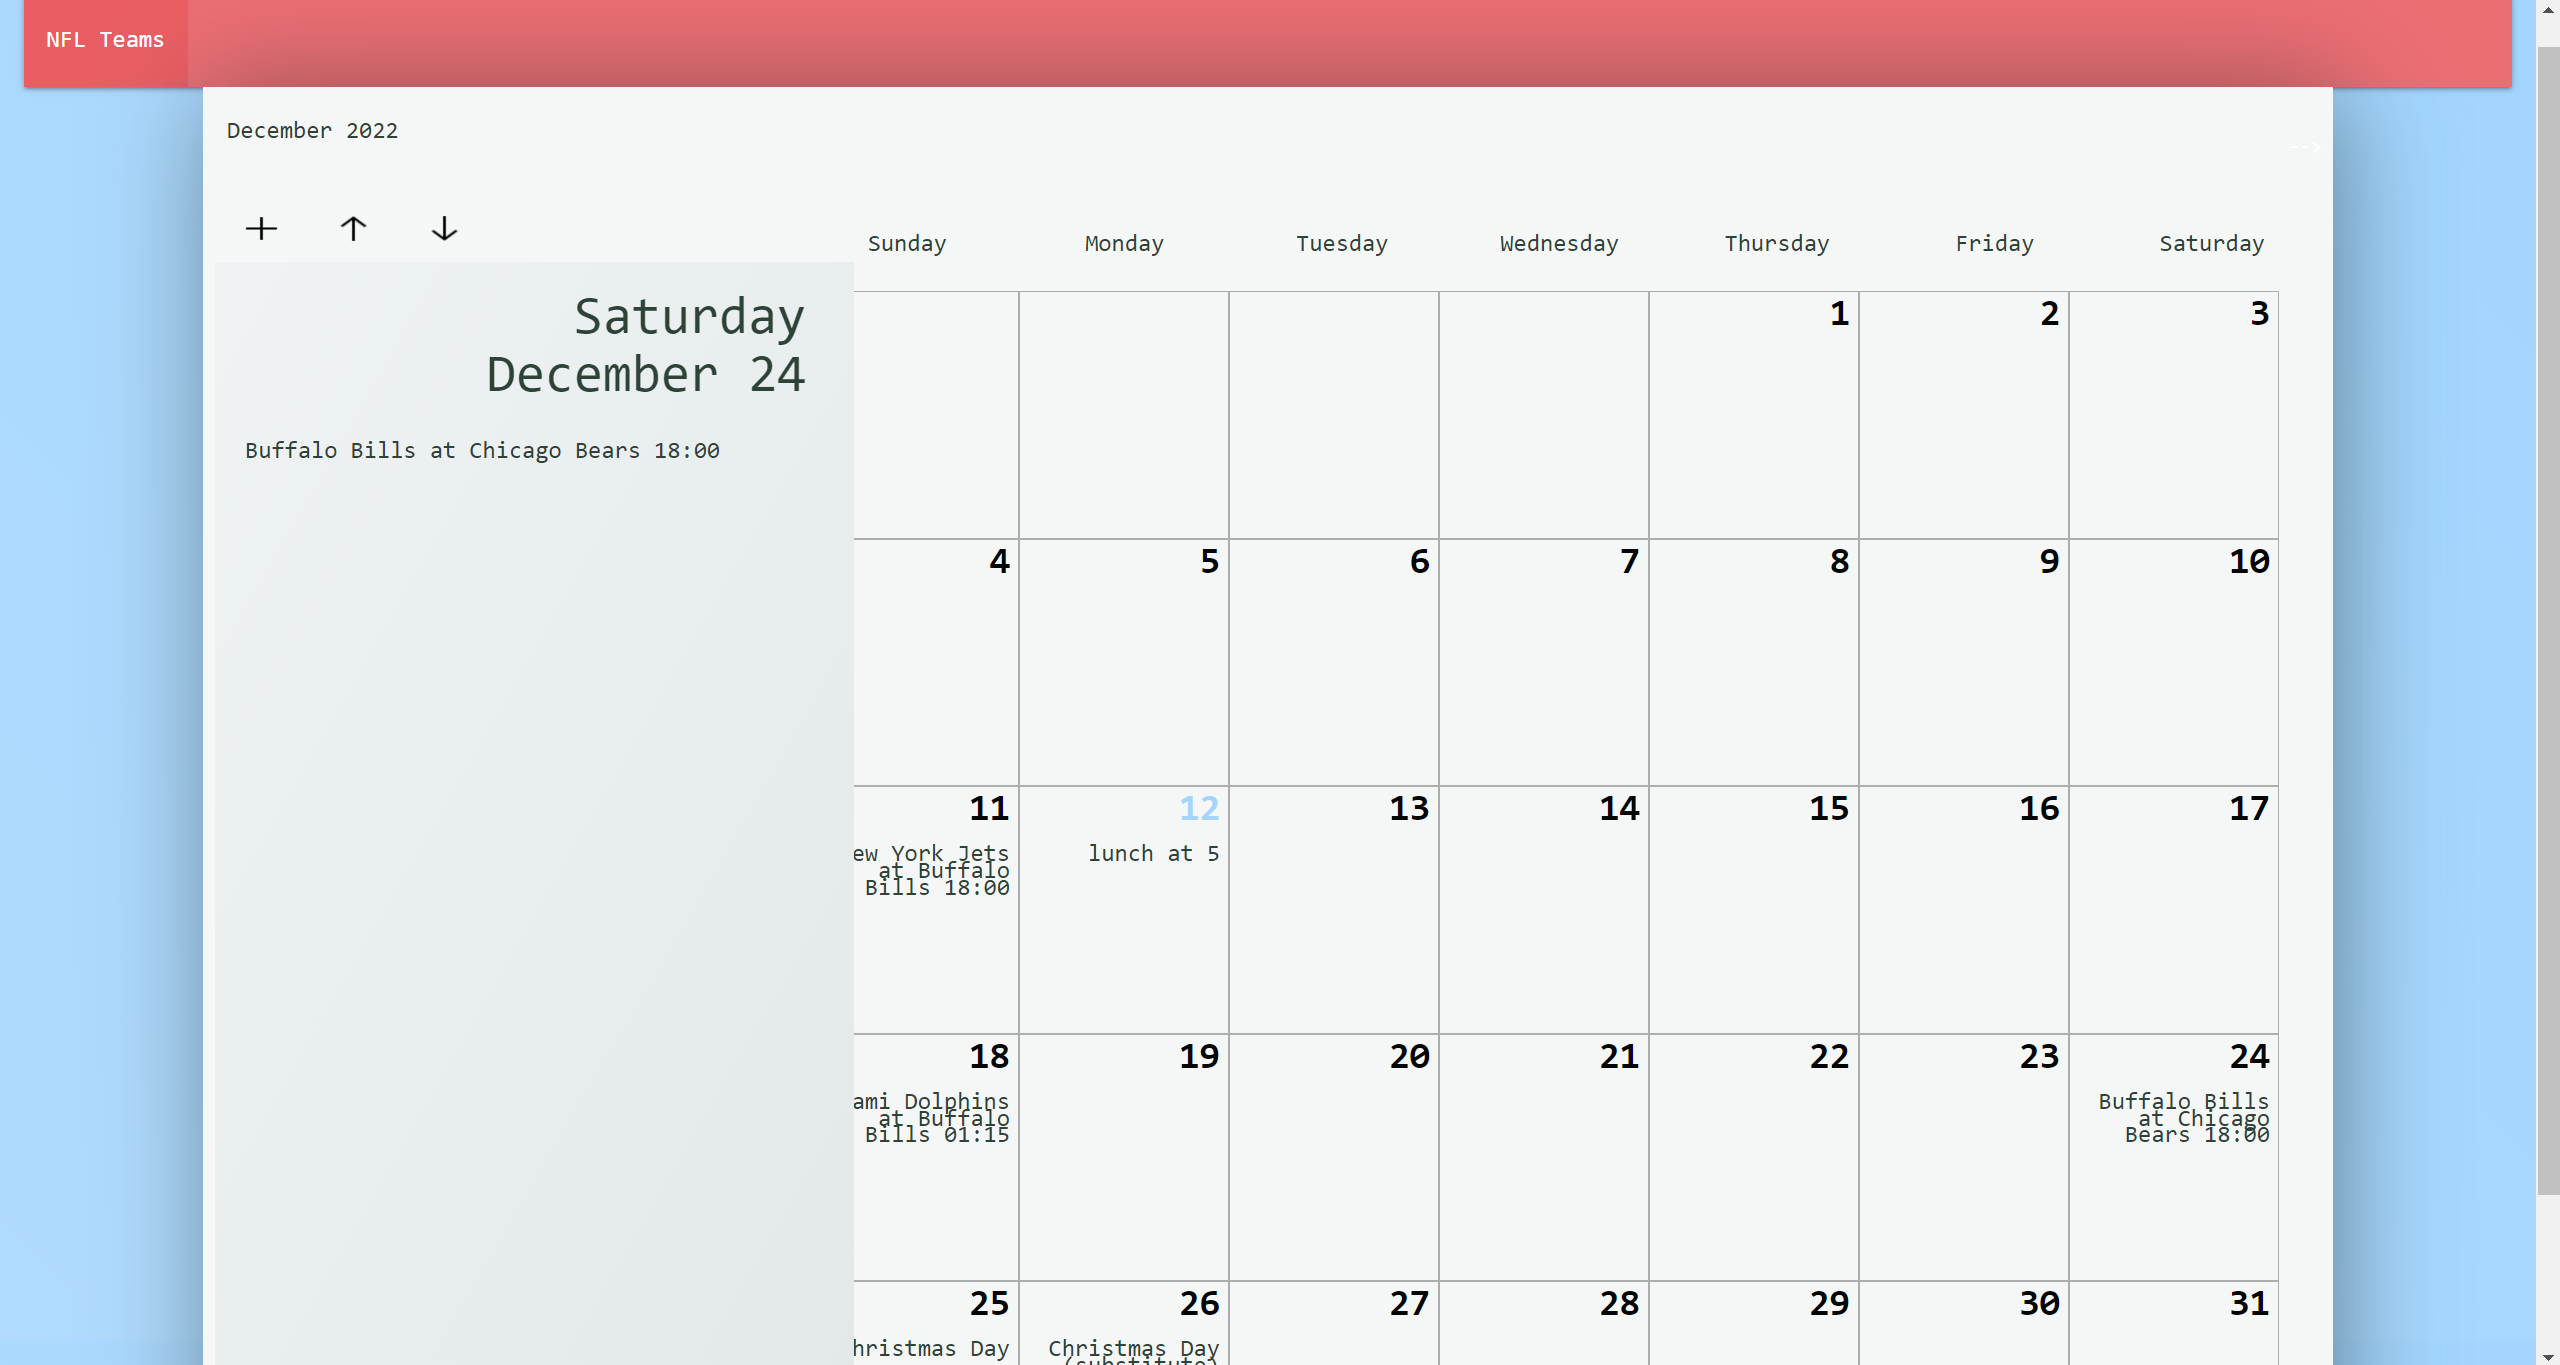 NFL Teams
December 2022
-->
Sunday Monday Tuesday Wednesday Thursday Friday Saturday
Saturday
December 24
Buffalo Bills at Chicago Bears 18:00
1 2 3
4 5 6 7 8 9 10
11 12 13 14 15 16 17
ew York Jets
at Buffalo
Bills 18:00
lunch at 5
18 19 20 21 22 23 24
ami Dolphins
at Buffalo
Bills 01:15
Buffalo Bills
at Chicago
Bears 18:00
25 26 27 28 29 30 31
hristmas Day
Christmas Day
(substitute)